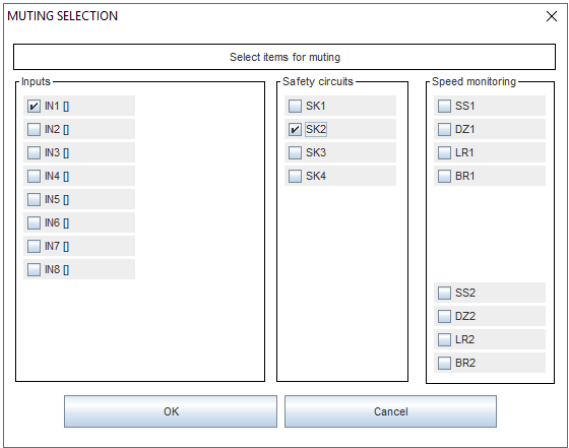 MUTING SELECTION
Select items for muting
Inputs
IN1 []
IN2 []
IN3 []
IN4 []
IN5 []
IN6 []
IN7 []
IN8 []
Safety circuits
SK1
SK2
SK3
SK4
Speed monitoring
SS1
DZ1
LR1
BR1
SS2
DZ2
LR2
BR2
OK
Cancel